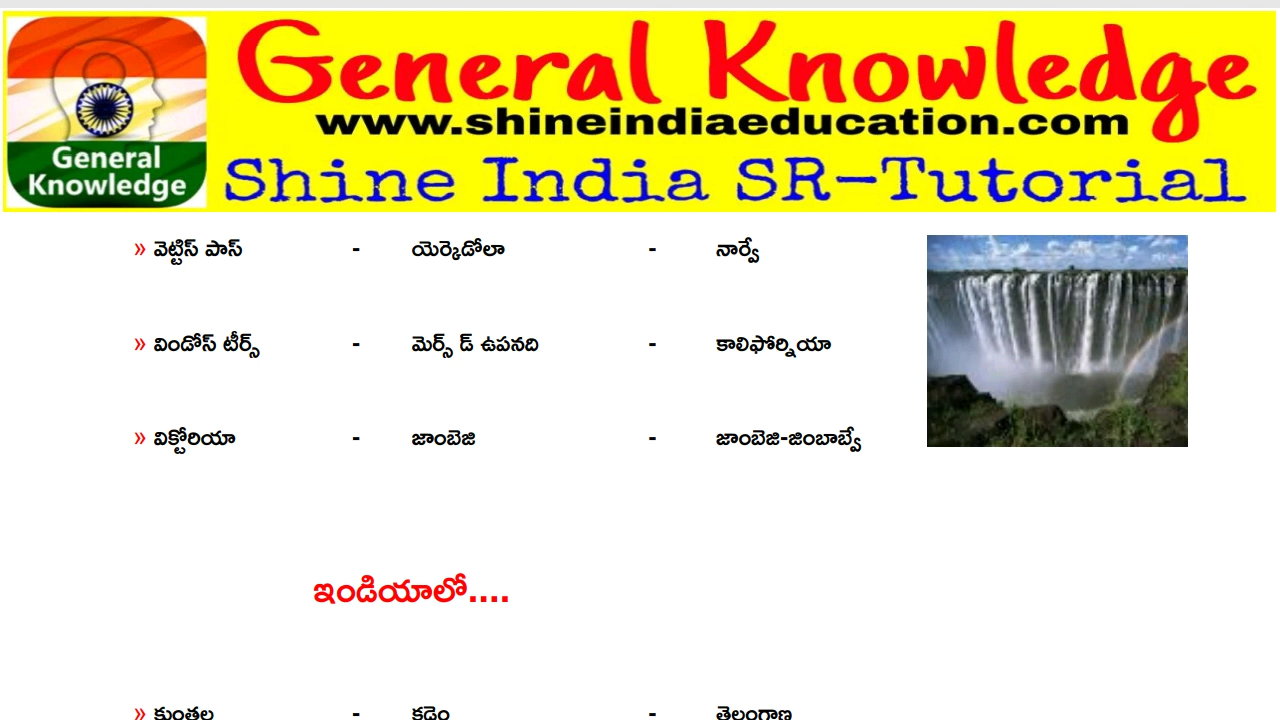 General Knowledge
www.shineindiaeducation.com
General
Knowledge
Shine India SR-Tutorial
» వెట్టిస్ పాస్ - యెర్కెడోలా - నార్వే
» విండోస్ టీర్స్ - మెర్స్ డ్ ఉపనది - కాలిఫోర్నియా
» విక్టోరియా - జాంబెజి - జాంబెజి-జింబాబ్వే
ఇండియాలో....
» కుంతల - కడెం - తెలంగాణ